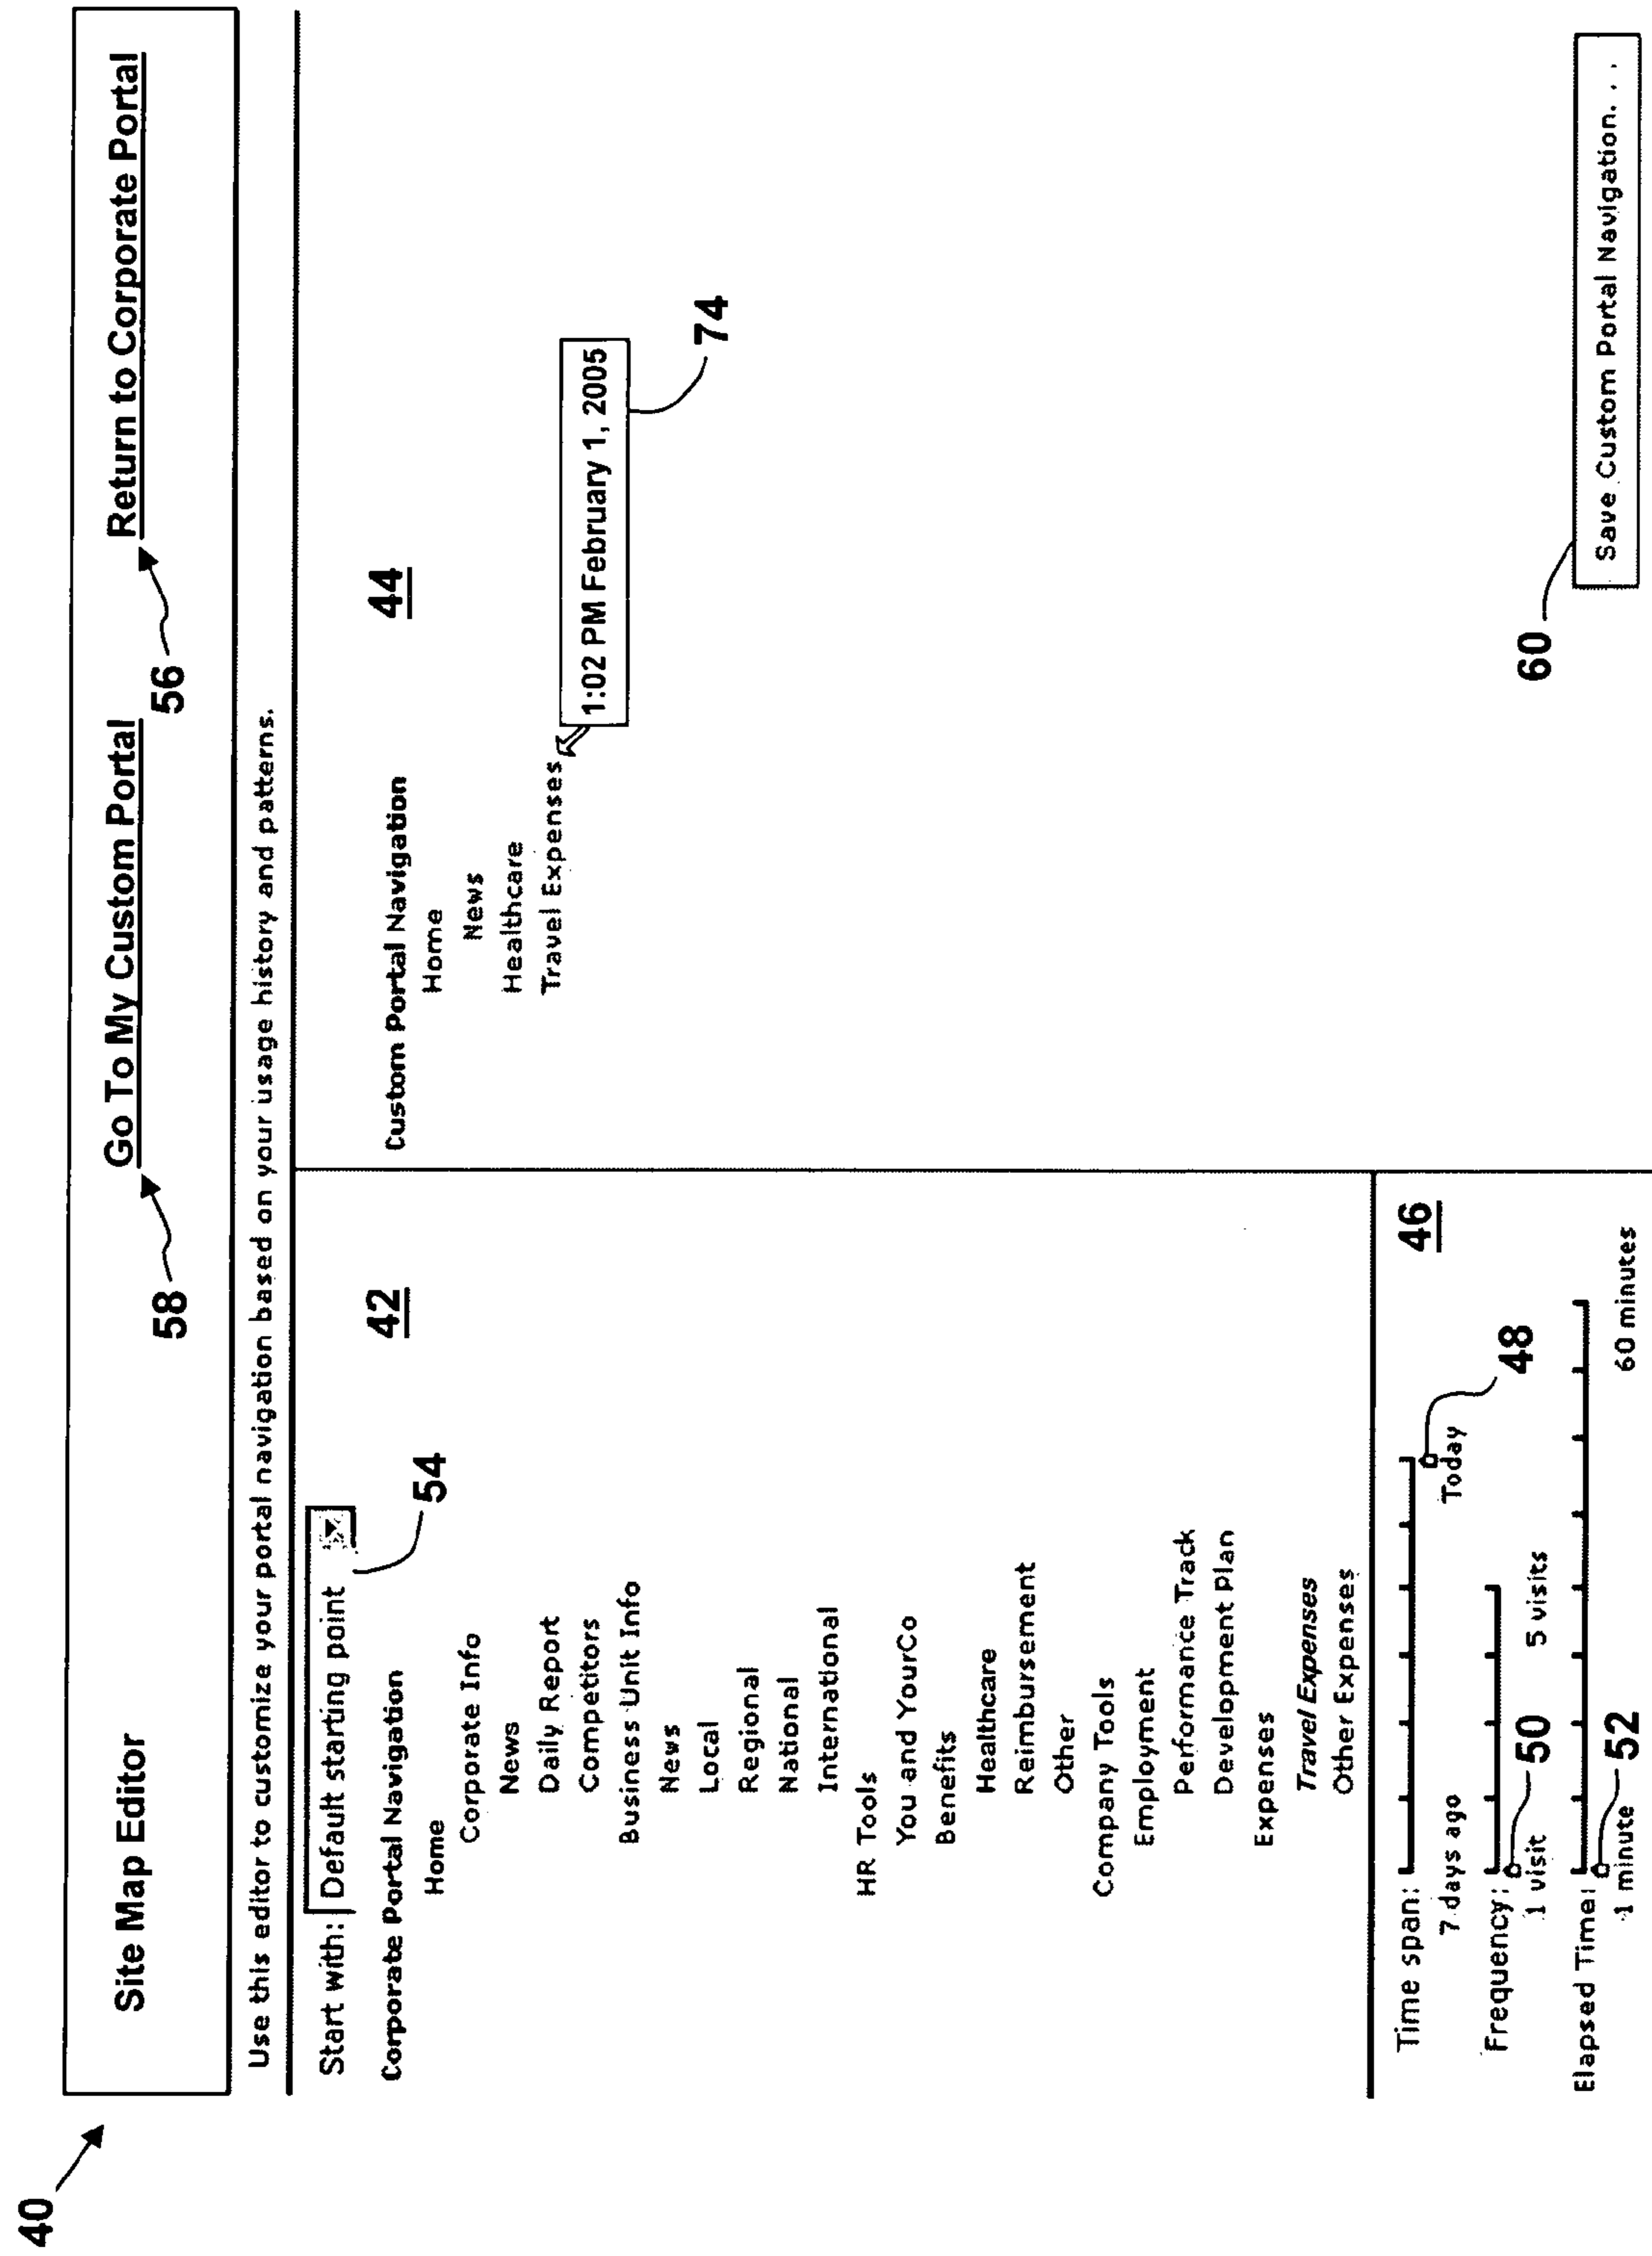 40
Site Map Editor
Go To My Custom Portal
Return to Corporate Portal
58
56
Use this editor to customize your portal navigation based on your usage history and patterns.
Start with: Default starting point
54
42
Corporate Portal Navigation
Home
Corporate Info
News
Daily Report
Competitors
Business Unit Info
News
Local
Regional
National
International
HR Tools
You and YourCo
Benefits
Healthcare
Reimbursement
Other
Company Tools
Employment
Performance Track
Development Plan
Expenses
Travel Expenses
Other Expenses
44
Custom Portal Navigation
Home
News
Healthcare
Travel Expenses
1:02 PM February 1, 2005
74
46
Time span:
7 days ago
Today
48
Frequency:
1 visit
50
5 visits
Elapsed Time:
1 minute
52
60 minutes
60
Save Custom Portal Navigation. . .